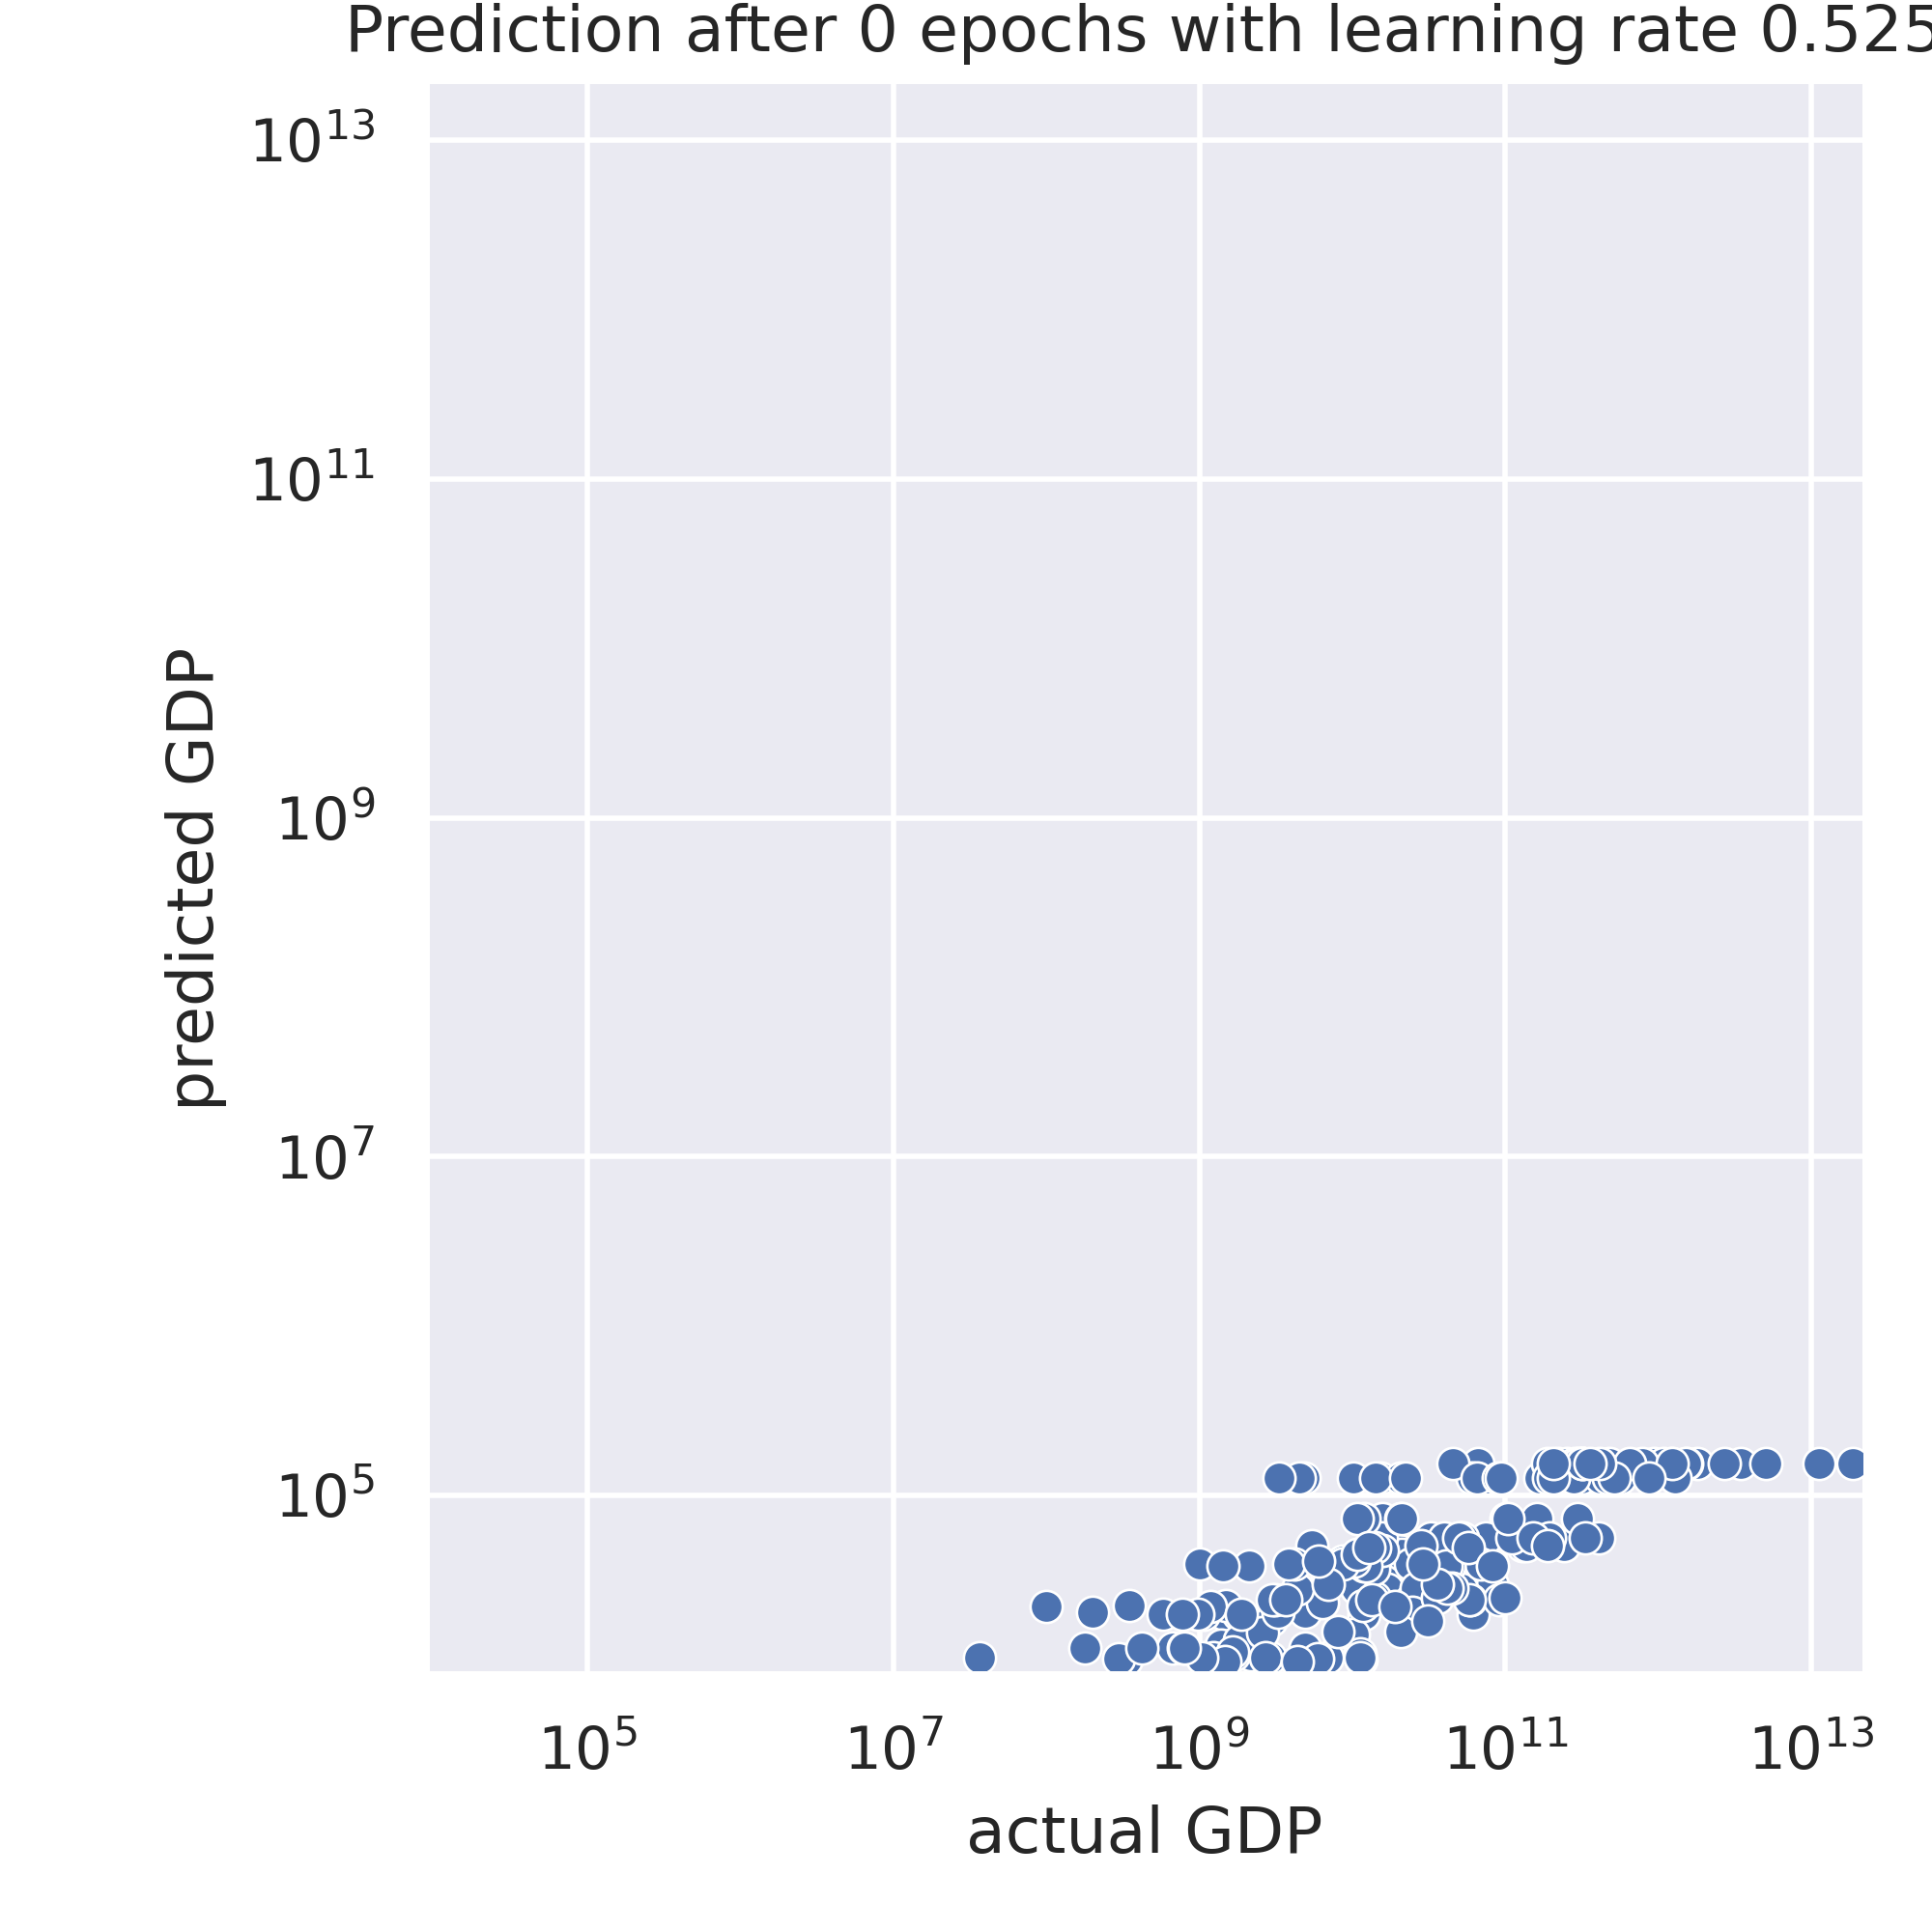 Prediction after 0 epochs with learning rate 0.525
10^13
10^11
10^9
10^7
10^5
predicted GDP
10^5 10^7 10^9 10^11 10^13
actual GDP